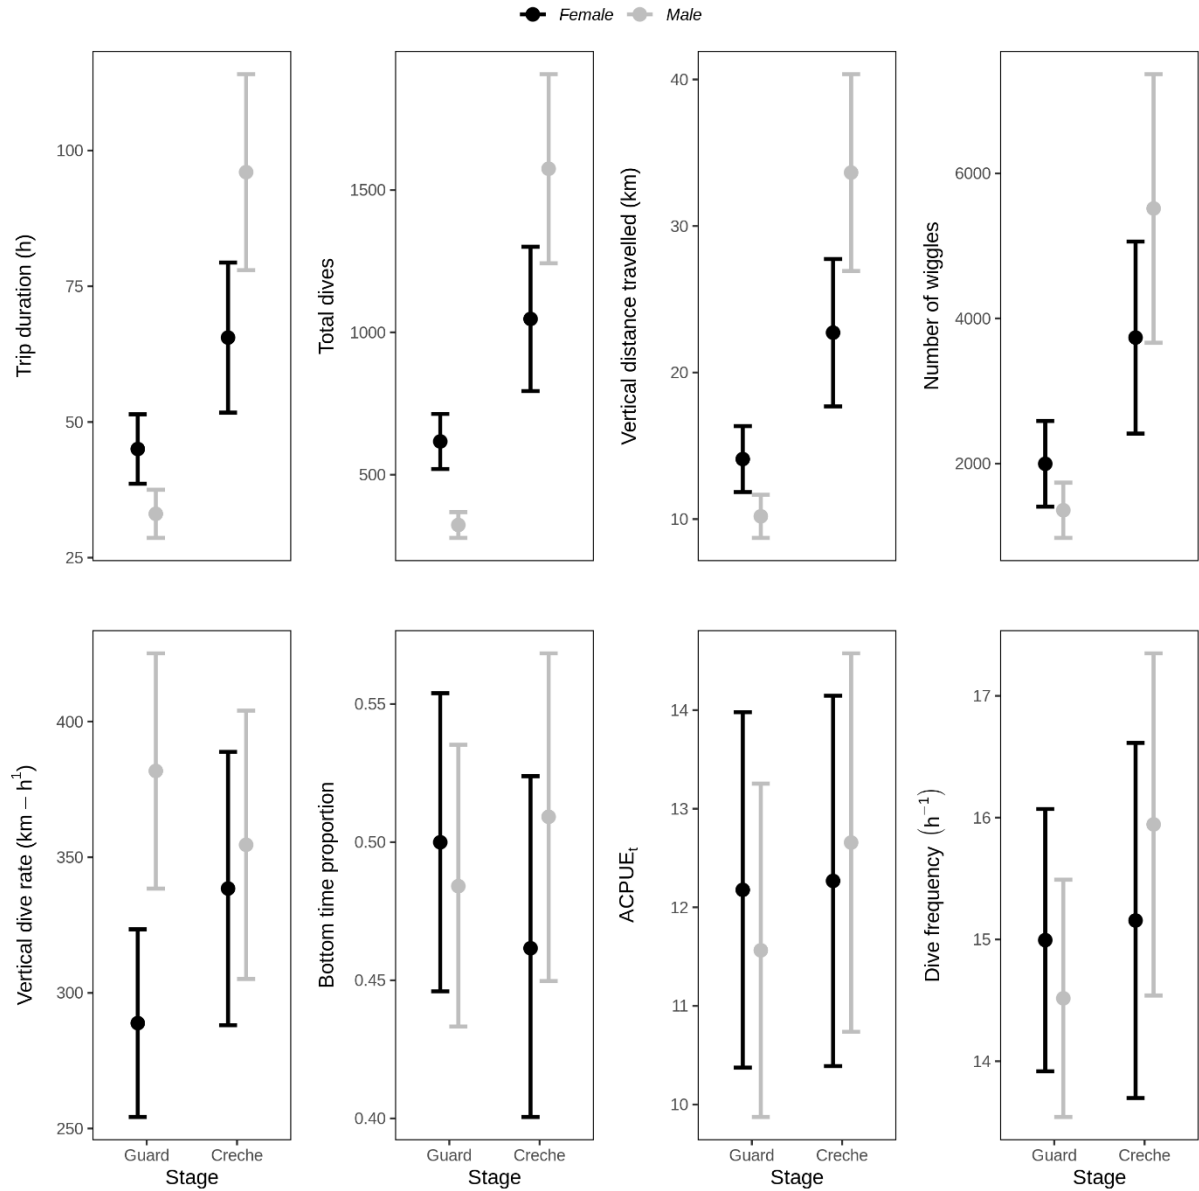 Female Male
Trip duration (h)
100
75
50
25
Total dives
1500
1000
500
Vertical distance travelled (km)
40
30
20
10
Number of wiggles
6000
4000
2000
Vertical dive rate (km − h¹)
400
350
300
250
Guard Creche
Stage
Bottom time proportion
0.55
0.50
0.45
0.40
Guard Creche
Stage
ACPUEₜ
14
13
12
11
10
Guard Creche
Stage
Dive frequency (h⁻¹)
17
16
15
14
Guard Creche
Stage